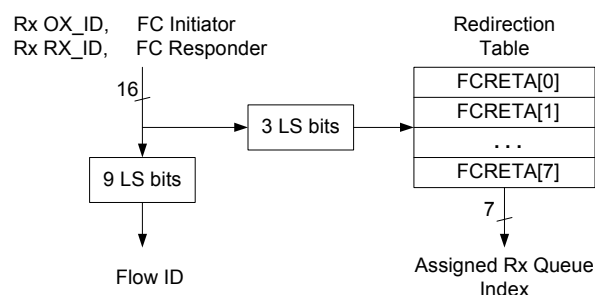 Rx OX_ID, FC Initiator
Rx RX_ID, FC Responder
Redirection
Table
16
3 LS bits
FCRETA[0]
FCRETA[1]
. . .
FCRETA[7]
9 LS bits
7
Flow ID
Assigned Rx Queue
Index